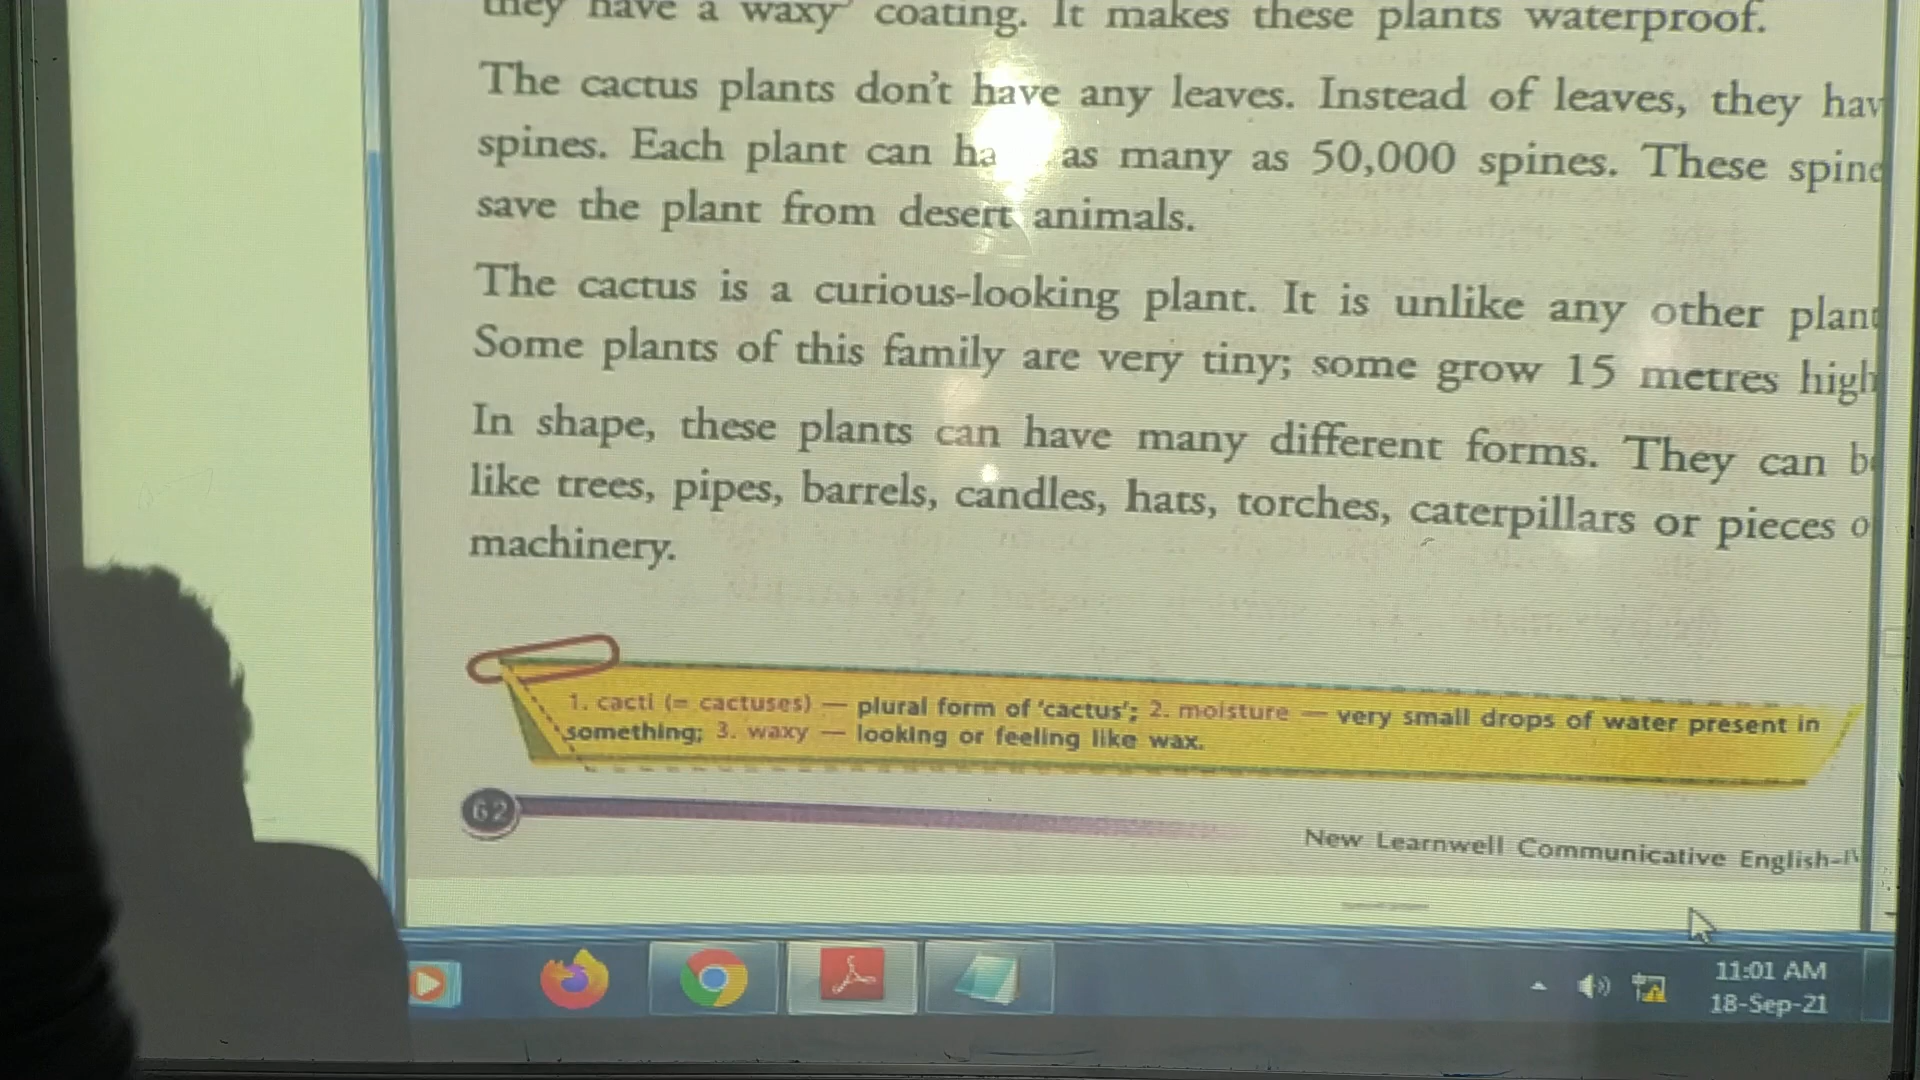 they have a waxy coating. It makes these plants waterproof.
The cactus plants don't have any leaves. Instead of leaves, they hav
spines. Each plant can ha as many as 50,000 spines. These spine
save the plant from desert animals.
The cactus is a curious-looking plant. It is unlike any other plant
Some plants of this family are very tiny; some grow 15 metres high
In shape, these plants can have many different forms. They can b
like trees, pipes, barrels, candles, hats, torches, caterpillars or pieces o
machinery.
1. cacti (= cactuses) — plural form of 'cactus'; 2. moisture — very small drops of water present in
something; 3. waxy — looking or feeling like wax.
62
New Learnwell Communicative English-IV
11:01 AM
18-Sep-21